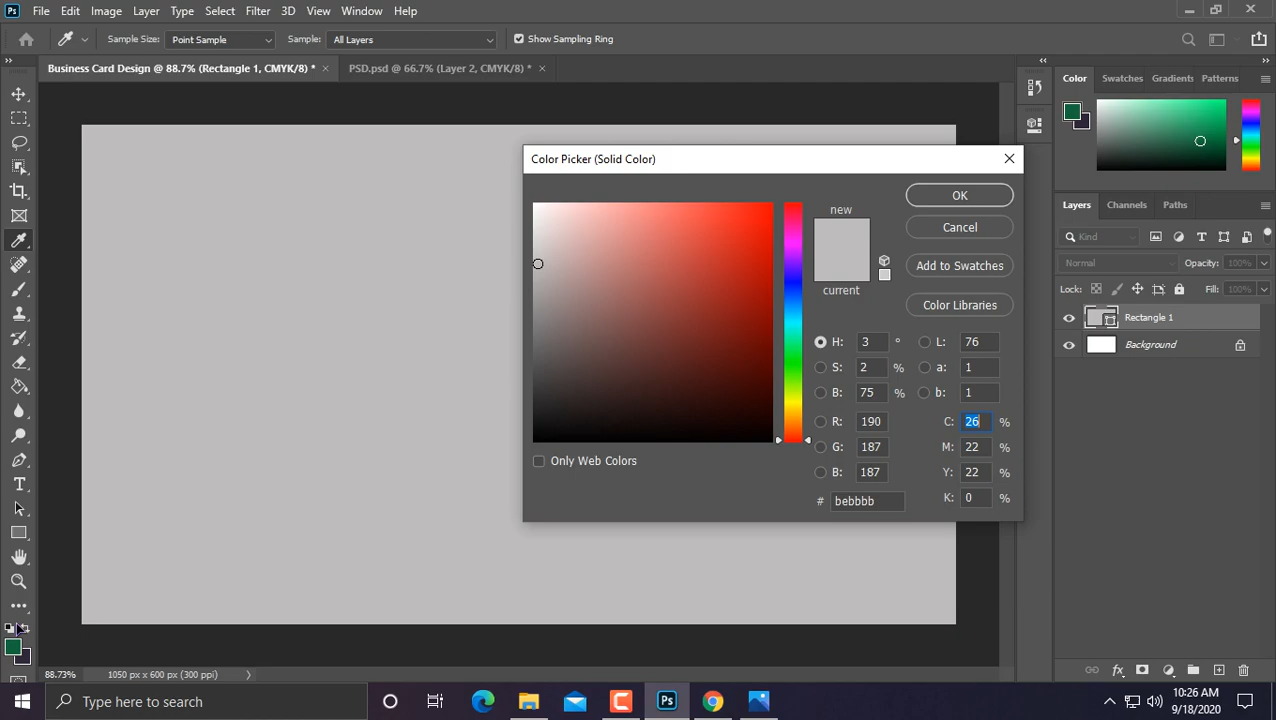 Ps File Edit Image Layer Type Select Filter 3D View Window Help
Sample Size: Point Sample Sample: All Layers Show Sampling Ring
Business Card Design @ 88.7% (Rectangle 1, CMYK/8) * × PSD.psd @ 66.7% (Layer 2, CMYK/8) * ×
Color Swatches Gradients Patterns
Color Picker (Solid Color)
new
current
OK
Cancel
Add to Swatches
Color Libraries
H: 3 ° L: 76
S: 2 % a: 1
B: 75 % b: 1
R: 190 C: 26 %
G: 187 M: 22 %
B: 187 Y: 22 %
# bebbbb K: 0 %
Only Web Colors
Layers Channels Paths
Kind
Normal Opacity: 100%
Lock: Fill: 100%
Rectangle 1
Background
88.73% 1050 px x 600 px (300 ppi)
Type here to search
Ps
10:26 AM
9/18/2020